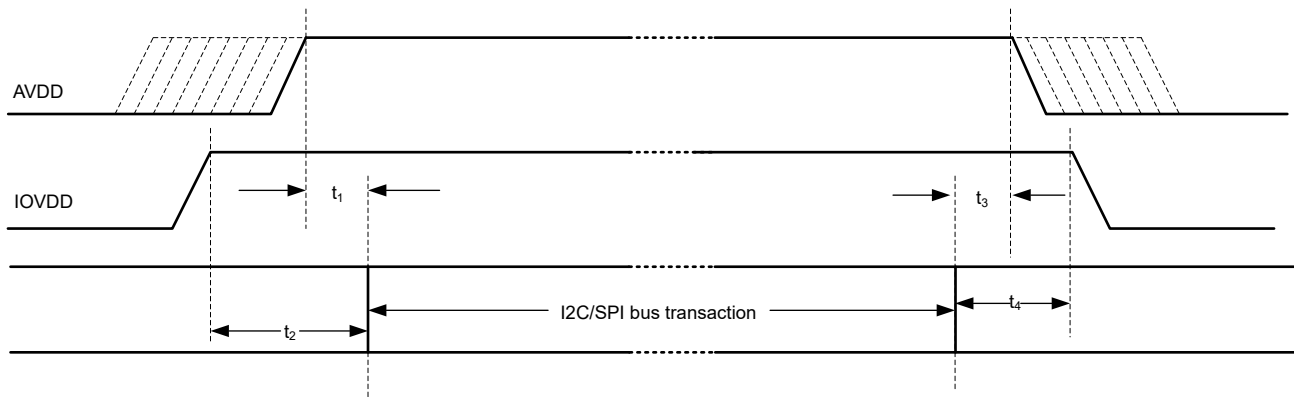 AVDD
IOVDD
t1
t3
I2C/SPI bus transaction
t2
t4